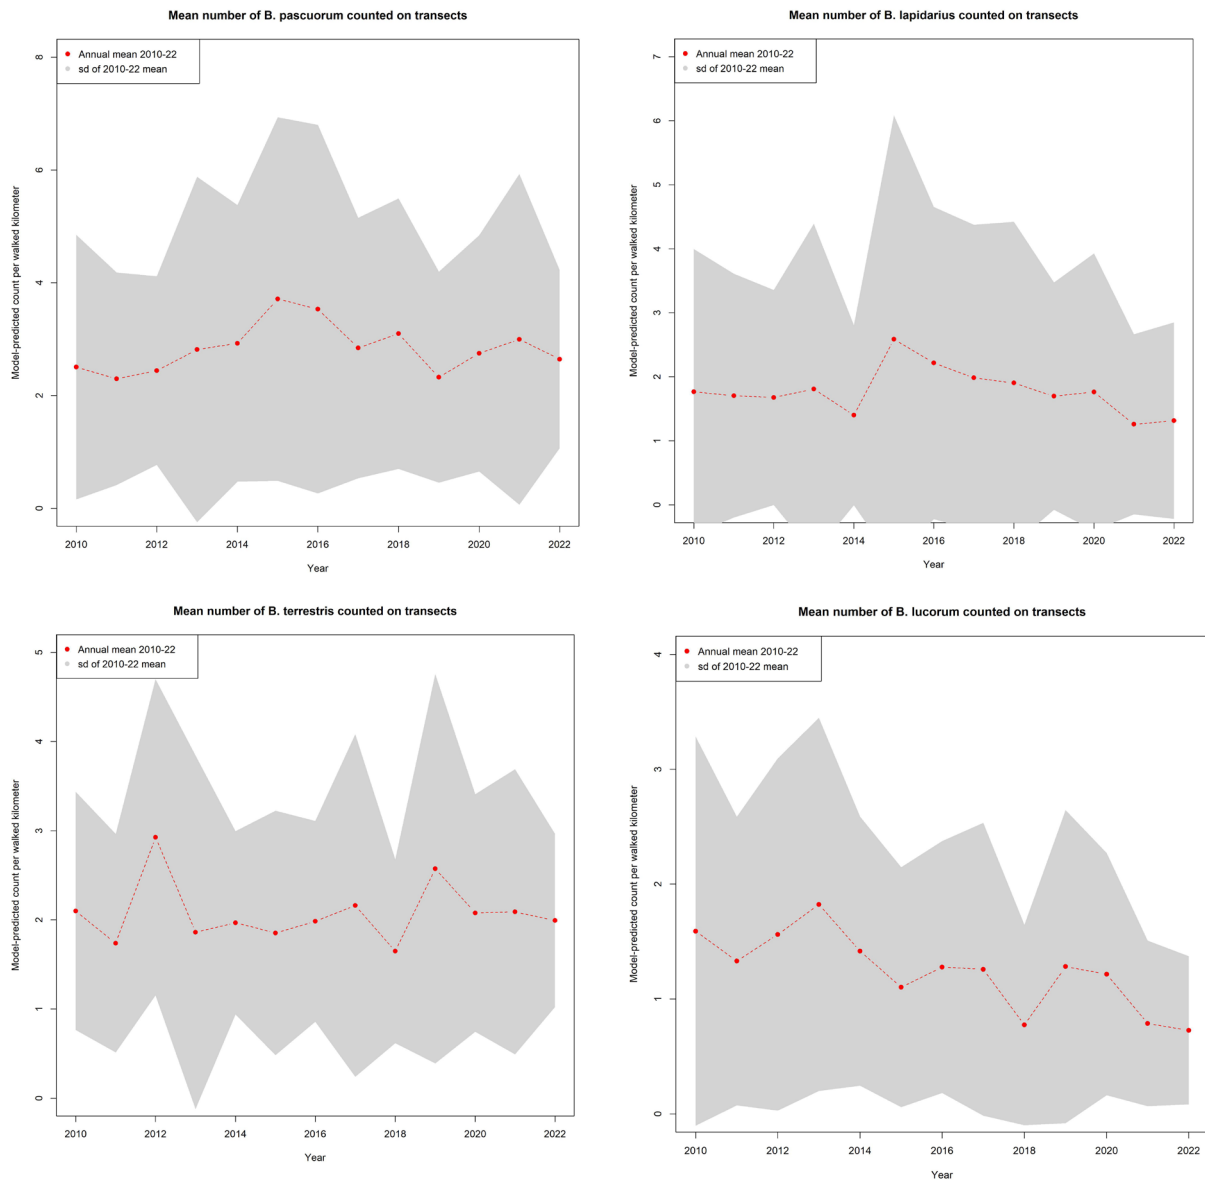 Mean number of B. pascuorum counted on transects
Annual mean 2010-22
sd of 2010-22 mean
Model-predicted count per walked kilometer
8
6
4
2
0
2010 2012 2014 2016 2018 2020 2022
Year
Mean number of B. lapidarius counted on transects
Annual mean 2010-22
sd of 2010-22 mean
Model-predicted count per walked kilometer
7
6
5
4
3
2
1
0
2010 2012 2014 2016 2018 2020 2022
Year
Mean number of B. terrestris counted on transects
Annual mean 2010-22
sd of 2010-22 mean
Model-predicted count per walked kilometer
5
4
3
2
1
0
2010 2012 2014 2016 2018 2020 2022
Year
Mean number of B. lucorum counted on transects
Annual mean 2010-22
sd of 2010-22 mean
Model-predicted count per walked kilometer
4
3
2
1
0
2010 2012 2014 2016 2018 2020 2022
Year